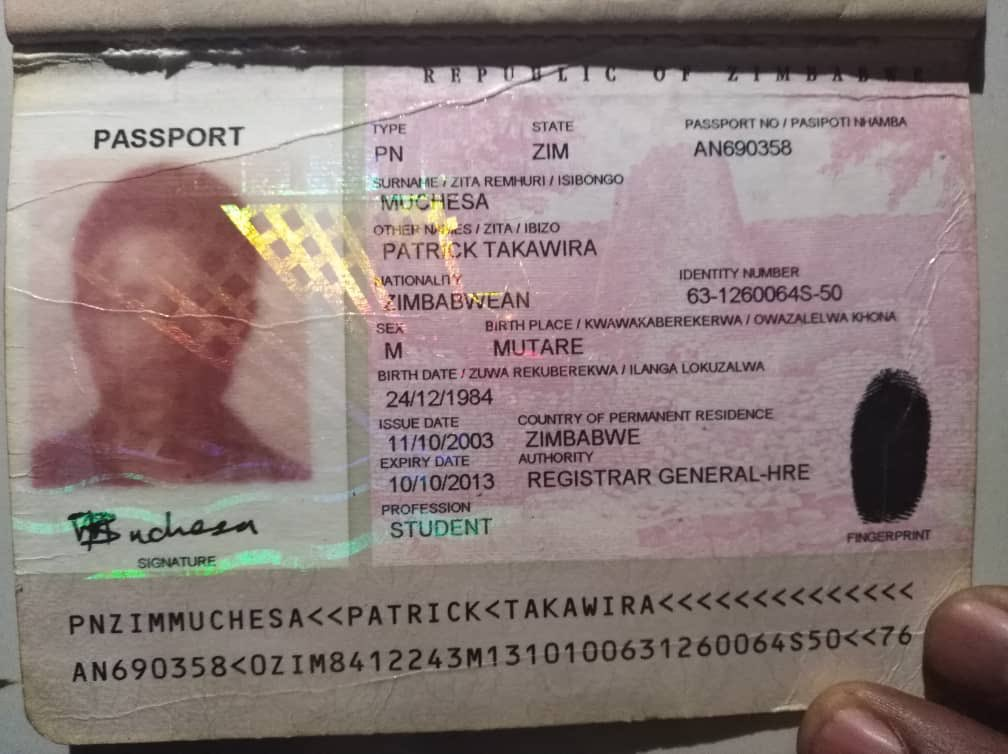 REPUBLIC OF ZIMBABWE
PASSPORT
TYPE STATE PASSPORT NO / PASIPOTI NHAMBA
PN ZIM AN690358
SURNAME / ZITA REMHURI / ISIBONGO
MUCHESA
OTHER NAMES / ZITA / IBIZO
PATRICK TAKAWIRA
NATIONALITY IDENTITY NUMBER
ZIMBABWEAN 63-1260064S-50
SEX BIRTH PLACE / KWAWAKABEREKERWA / OWAZALELWA KHONA
M MUTARE
BIRTH DATE / ZUWA REKUBEREKWA / ILANGA LOKUZALWA
24/12/1984
ISSUE DATE COUNTRY OF PERMANENT RESIDENCE
11/10/2003 ZIMBABWE
EXPIRY DATE AUTHORITY
10/10/2013 REGISTRAR GENERAL-HRE
PROFESSION
STUDENT
SIGNATURE
FINGERPRINT
PNZIMMUCHESA<<PATRICK<TAKAWIRA<<<<<<<<<<<<<<
AN690358<0ZIM8412243M1310100631260064S50<<76